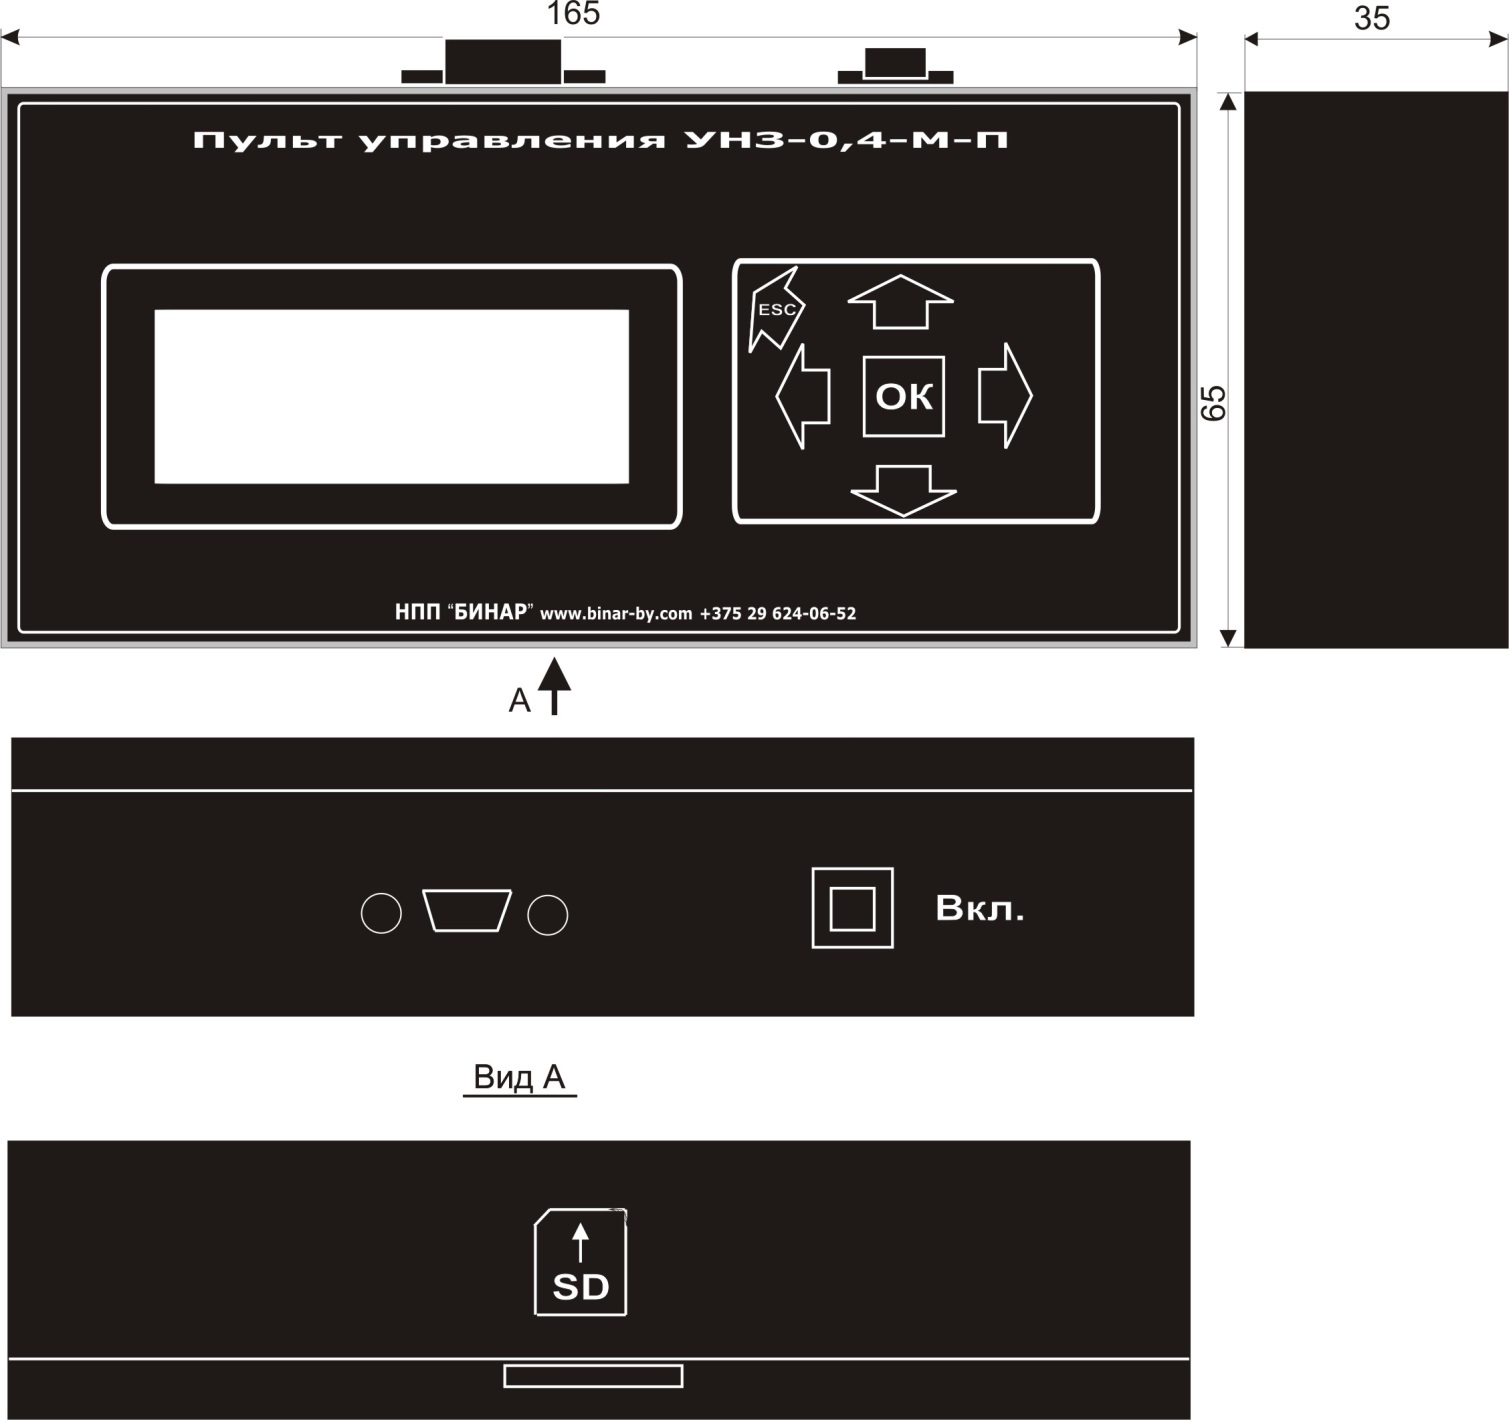 165
35
Пульт управления УНЗ-0,4-М-П
ESC
ОК
65
НПП “БИНАР” www.binar-by.com +375 29 624-06-52
А
Вкл.
Вид А
SD